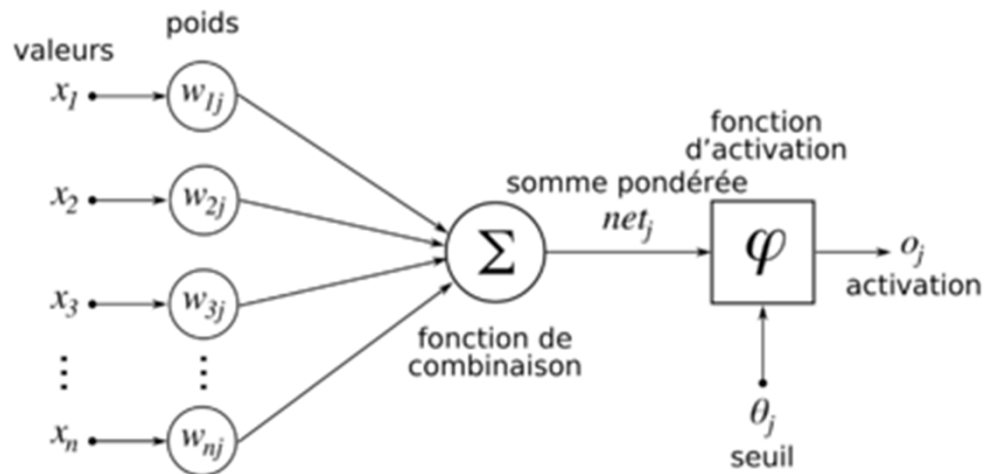 poids
valeurs
x1
w1j
fonction
d'activation
x2
w2j
somme pondérée
netj
Σ
φ
oj
activation
x3
w3j
fonction de
combinaison
⋮ ⋮
θj
xn
wnj
seuil